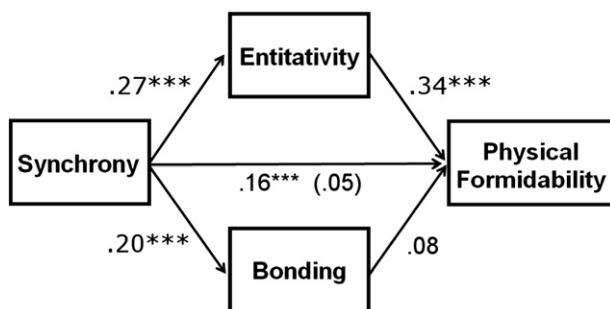 Entitativity
.27***
.34***
Synchrony
Physical
Formidability
.16*** (.05)
.20***
.08
Bonding